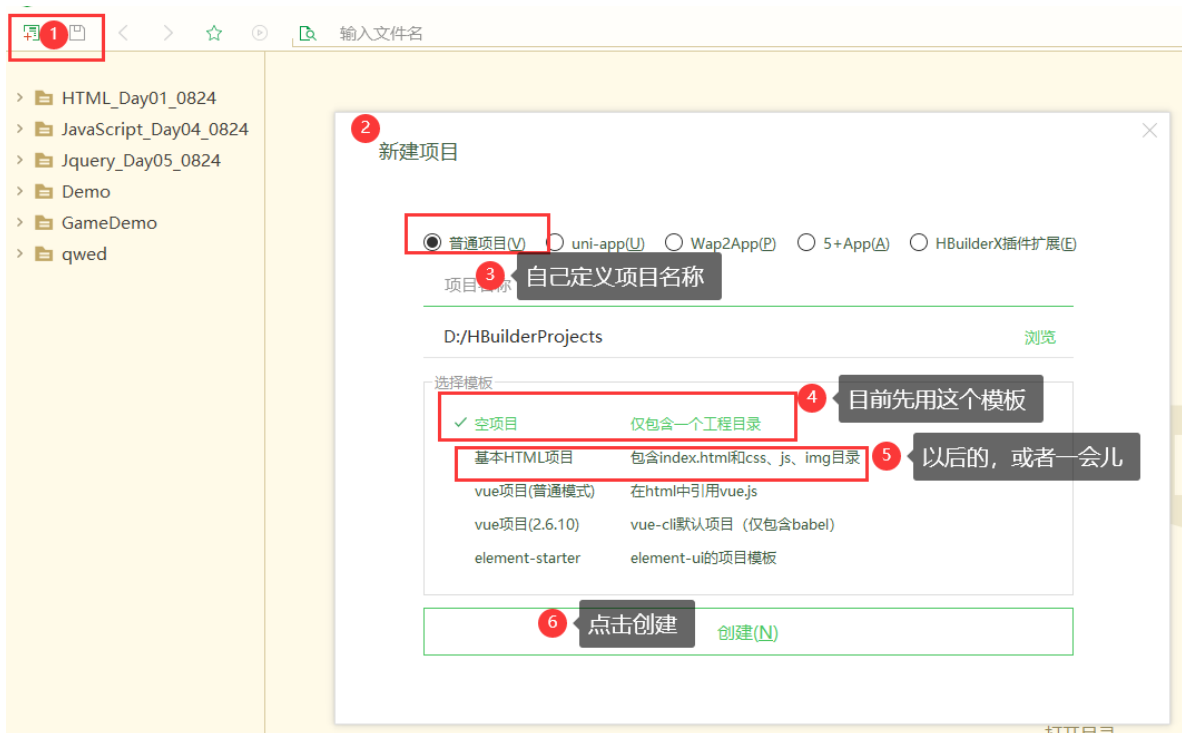 1
输入文件名
HTML_Day01_0824
JavaScript_Day04_0824
Jquery_Day05_0824
Demo
GameDemo
qwed
2
新建项目
普通项目(V) uni-app(U) Wap2App(P) 5+App(A) HBuilderX插件扩展(E)
项目 称 3 自己定义项目名称
D:/HBuilderProjects 浏览
选择模板
4 目前先用这个模板
空项目 仅包含一个工程目录
基本HTML项目 包含index.html和css、js、img目录 5 以后的，或者一会儿
vue项目(普通模式) 在html中引用vue.js
vue项目(2.6.10) vue-cli默认项目（仅包含babel）
element-starter element-ui的项目模板
6 点击创建 创建(N)